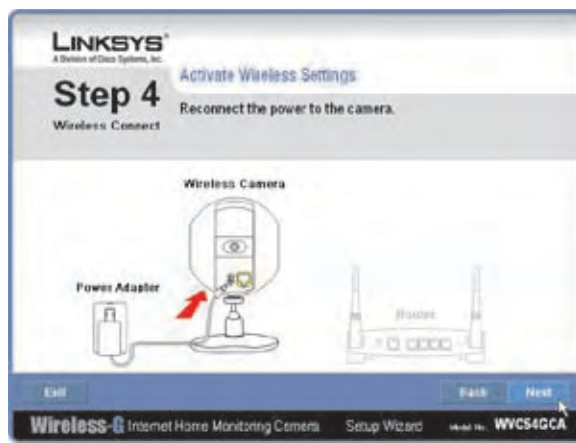 LINKSYS®
A Division of Cisco Systems, Inc.
Step 4
Wireless Connect
Activate Wireless Settings
Reconnect the power to the camera.
Wireless Camera
Power Adapter
Router
Exit
Back
Next
Wireless-G Internet Home Monitoring Camera Setup Wizard Model No. WVC54GCA